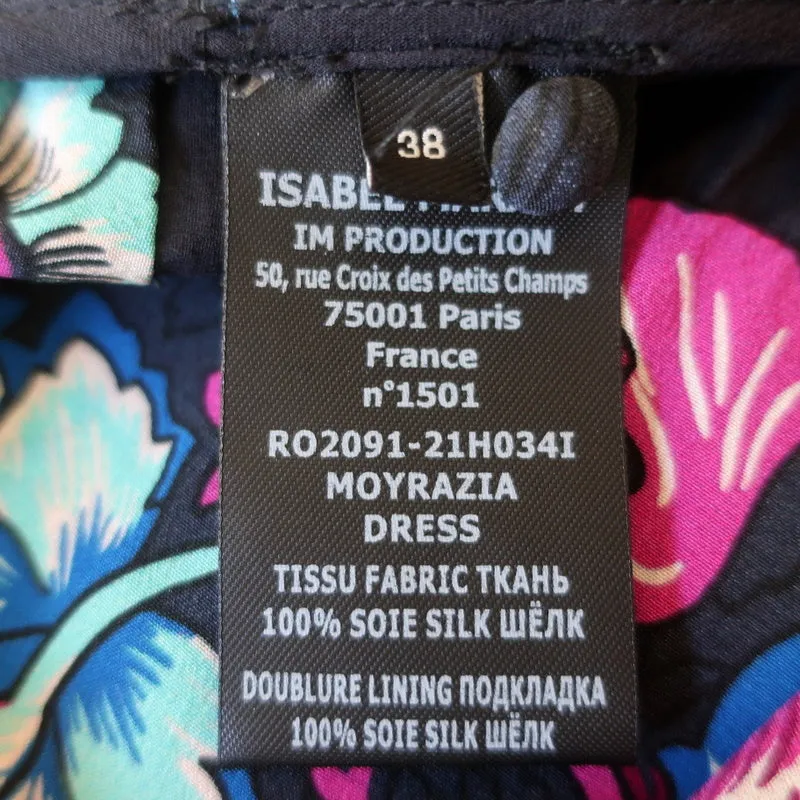 38
ISABEL
IM PRODUCTION
50, rue Croix des Petits Champs
75001 Paris
France
n°1501
RO2091-21H034I
MOYRAZIA
DRESS
TISSU FABRIC ТКАНЬ
100% SOIE SILK ШЁЛК
DOUBLURE LINING ПОДКЛАДКА
100% SOIE SILK ШЁЛК